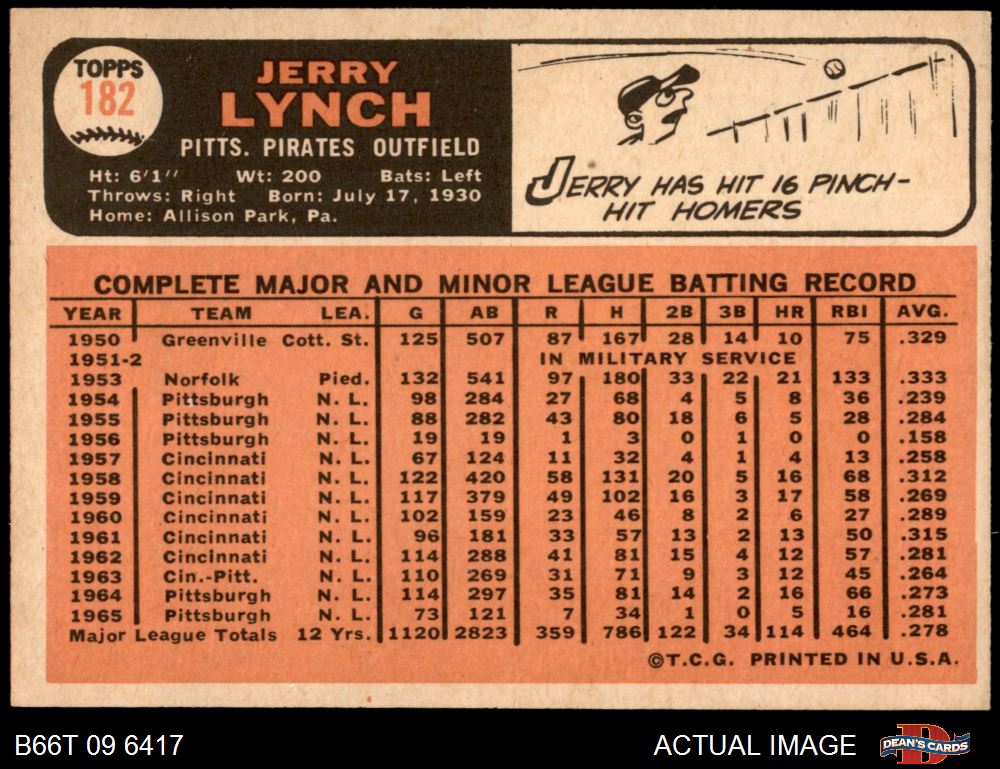 TOPPS
182
JERRY
LYNCH
PITTS. PIRATES OUTFIELD
Ht: 6'1" Wt: 200 Bats: Left
Throws: Right Born: July 17, 1930
Home: Allison Park, Pa.
JERRY HAS HIT 16 PINCH-
HIT HOMERS
COMPLETE MAJOR AND MINOR LEAGUE BATTING RECORD
YEAR TEAM LEA. G AB R H 2B 3B HR RBI AVG.
1950 Greenville Cott. St. 125 507 87 167 28 14 10 75 .329
1951-2 IN MILITARY SERVICE
1953 Norfolk Pied. 132 541 97 180 33 22 21 133 .333
1954 Pittsburgh N. L. 98 284 27 68 4 5 8 36 .239
1955 Pittsburgh N. L. 88 282 43 80 18 6 5 28 .284
1956 Pittsburgh N. L. 19 19 1 3 0 1 0 0 .158
1957 Cincinnati N. L. 67 124 11 32 4 1 4 13 .258
1958 Cincinnati N. L. 122 420 58 131 20 5 16 68 .312
1959 Cincinnati N. L. 117 379 49 102 16 3 17 58 .269
1960 Cincinnati N. L. 102 159 23 46 8 2 6 27 .289
1961 Cincinnati N. L. 96 181 33 57 13 2 13 50 .315
1962 Cincinnati N. L. 114 288 41 81 15 4 12 57 .281
1963 Cin.-Pitt. N. L. 110 269 31 71 9 3 12 45 .264
1964 Pittsburgh N. L. 114 297 35 81 14 2 16 66 .273
1965 Pittsburgh N. L. 73 121 7 34 1 0 5 16 .281
Major League Totals 12 Yrs. 1120 2823 359 786 122 34 114 464 .278
©T.C.G. PRINTED IN U.S.A.
B66T 09 6417 ACTUAL IMAGE DEAN'S CARDS